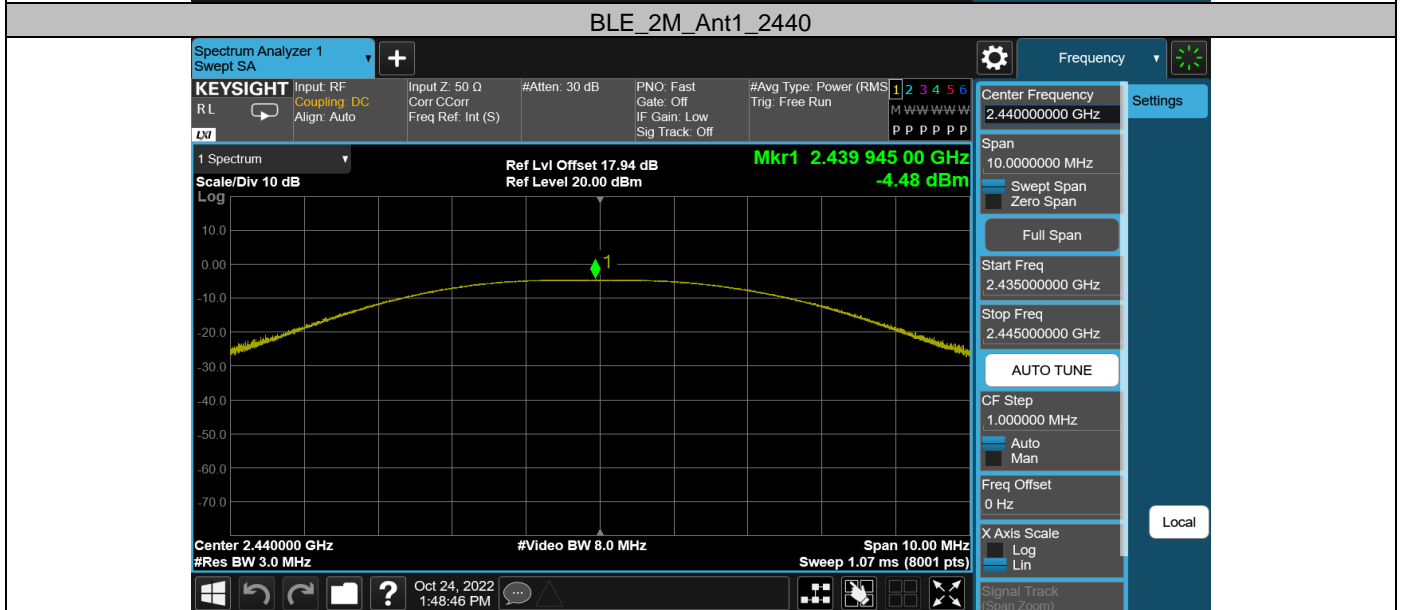 BLE_2M_Ant1_2440
Spectrum Analyzer 1
Swept SA
+
Frequency
KEYSIGHT
R L
LXI
Input: RF
Coupling: DC
Align: Auto
Input Z: 50 Ω
Corr CCorr
Freq Ref: Int (S)
#Atten: 30 dB
PNO: Fast
Gate: Off
IF Gain: Low
Sig Track: Off
#Avg Type: Power (RMS
Trig: Free Run
1 2 3 4 5 6
M W W W W W
P P P P P P
1 Spectrum
Scale/Div 10 dB
Log
Ref Lvl Offset 17.94 dB
Ref Level 20.00 dBm
Mkr1 2.439 945 00 GHz
-4.48 dBm
10.0
0.00
-10.0
-20.0
-30.0
-40.0
-50.0
-60.0
-70.0
1
Center 2.440000 GHz
#Res BW 3.0 MHz
#Video BW 8.0 MHz
Span 10.00 MHz
Sweep 1.07 ms (8001 pts)
Center Frequency
2.440000000 GHz
Settings
Span
10.0000000 MHz
Swept Span
Zero Span
Full Span
Start Freq
2.435000000 GHz
Stop Freq
2.445000000 GHz
AUTO TUNE
CF Step
1.000000 MHz
Auto
Man
Freq Offset
0 Hz
X Axis Scale
Log
Lin
Local
Signal Track
(Span Zoom)
?
Oct 24, 2022
1:48:46 PM